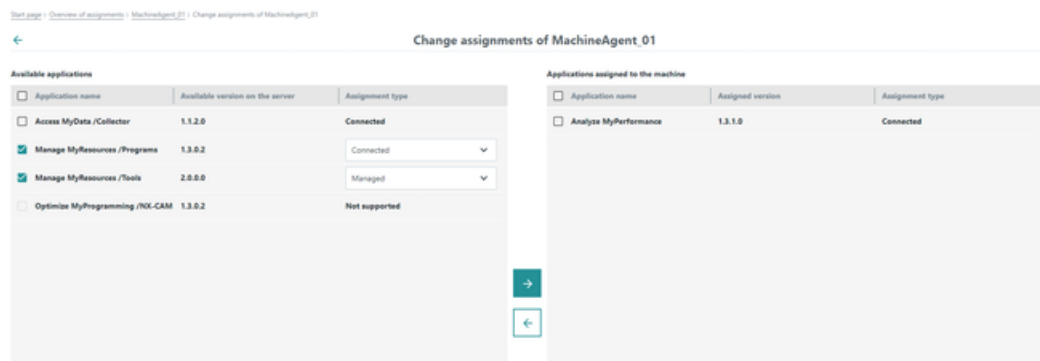 Start page > Overview of assignments > MachineAgent_01 > Change assignments of MachineAgent_01
Change assignments of MachineAgent_01
Available applications
Application name Available version on the server Assignment type
Access MyData /Collector 1.1.2.0 Connected
Manage MyResources /Programs 1.3.0.2 Connected
Manage MyResources /Tools 2.0.0.0 Managed
Optimize MyProgramming /NX-CAM 1.3.0.2 Not supported
Applications assigned to the machine
Application name Assigned version Assignment type
Analyze MyPerformance 1.3.1.0 Connected